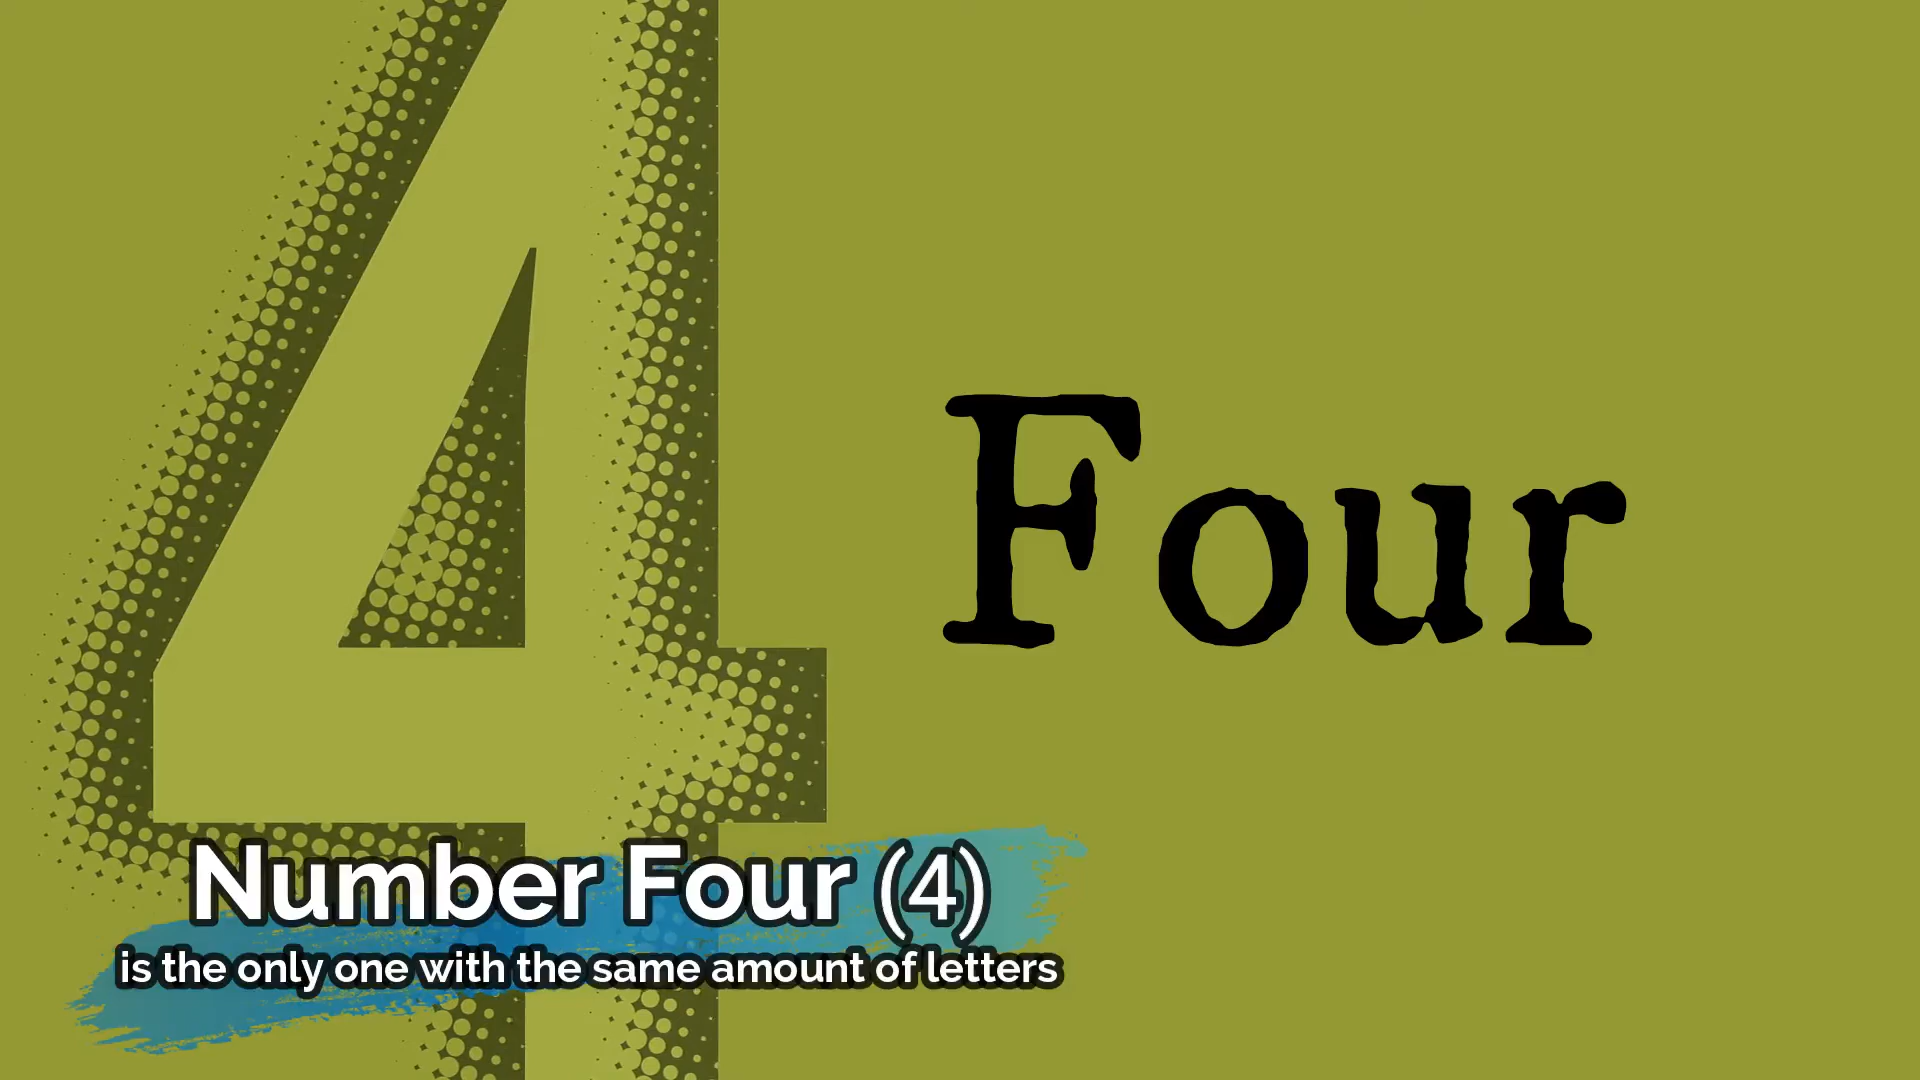 4
Four
Number Four (4)
is the only one with the same amount of letters